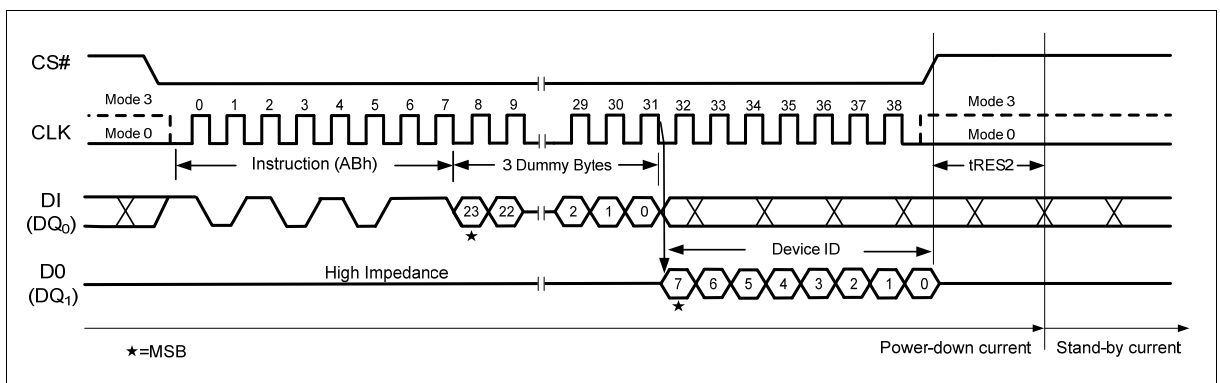 CS#
Mode 3
0 1 2 3 4 5 6 7 8 9 29 30 31 32 33 34 35 36 37 38
Mode 3
CLK
Mode 0
Mode 0
Instruction (ABh)
3 Dummy Bytes
tRES2
DI
(DQ0)
23 22 2 1 0
★
Device ID
D0
(DQ1)
High Impedance
7 6 5 4 3 2 1 0
★
★=MSB
Power-down current
Stand-by current